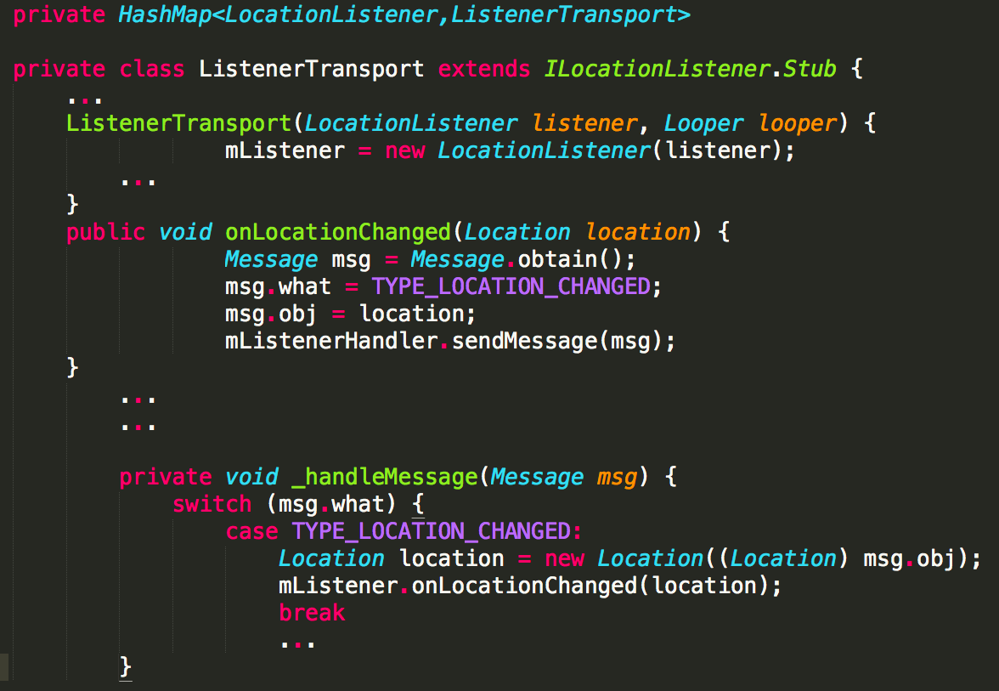 private HashMap<LocationListener,ListenerTransport>
private class ListenerTransport extends ILocationListener.Stub {
...
ListenerTransport(LocationListener listener, Looper looper) {
mListener = new LocationListener(listener);
...
}
public void onLocationChanged(Location location) {
Message msg = Message.obtain();
msg.what = TYPE_LOCATION_CHANGED;
msg.obj = location;
mListenerHandler.sendMessage(msg);
}
...
...
private void _handleMessage(Message msg) {
switch (msg.what) {
case TYPE_LOCATION_CHANGED:
Location location = new Location((Location) msg.obj);
mListener.onLocationChanged(location);
break
...
}